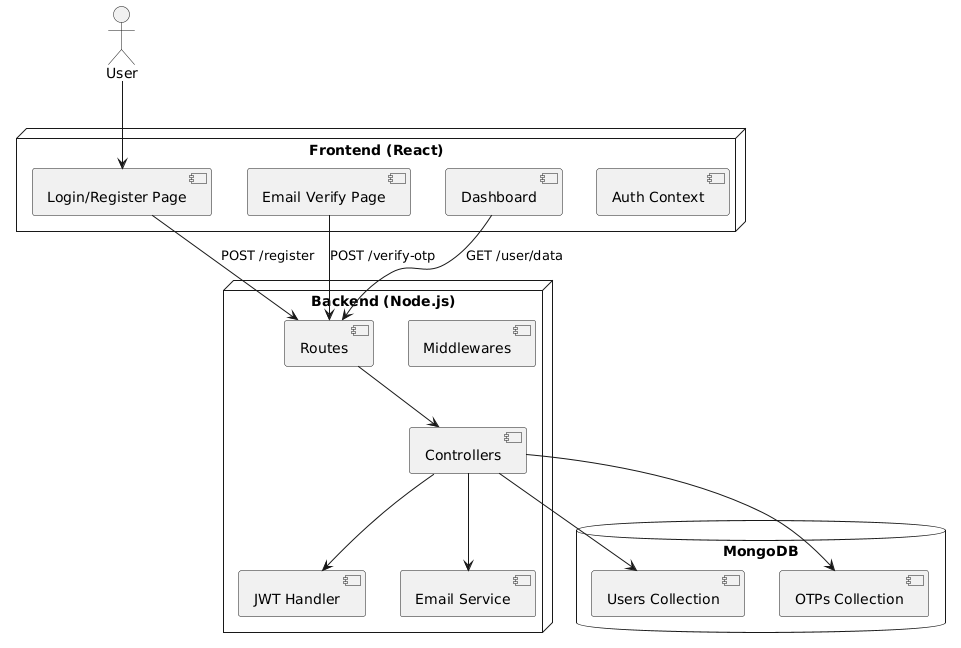 User
Frontend (React)
Login/Register Page
Email Verify Page
Dashboard
Auth Context
POST /register
POST /verify-otp
GET /user/data
Backend (Node.js)
Routes
Middlewares
Controllers
MongoDB
JWT Handler
Email Service
Users Collection
OTPs Collection